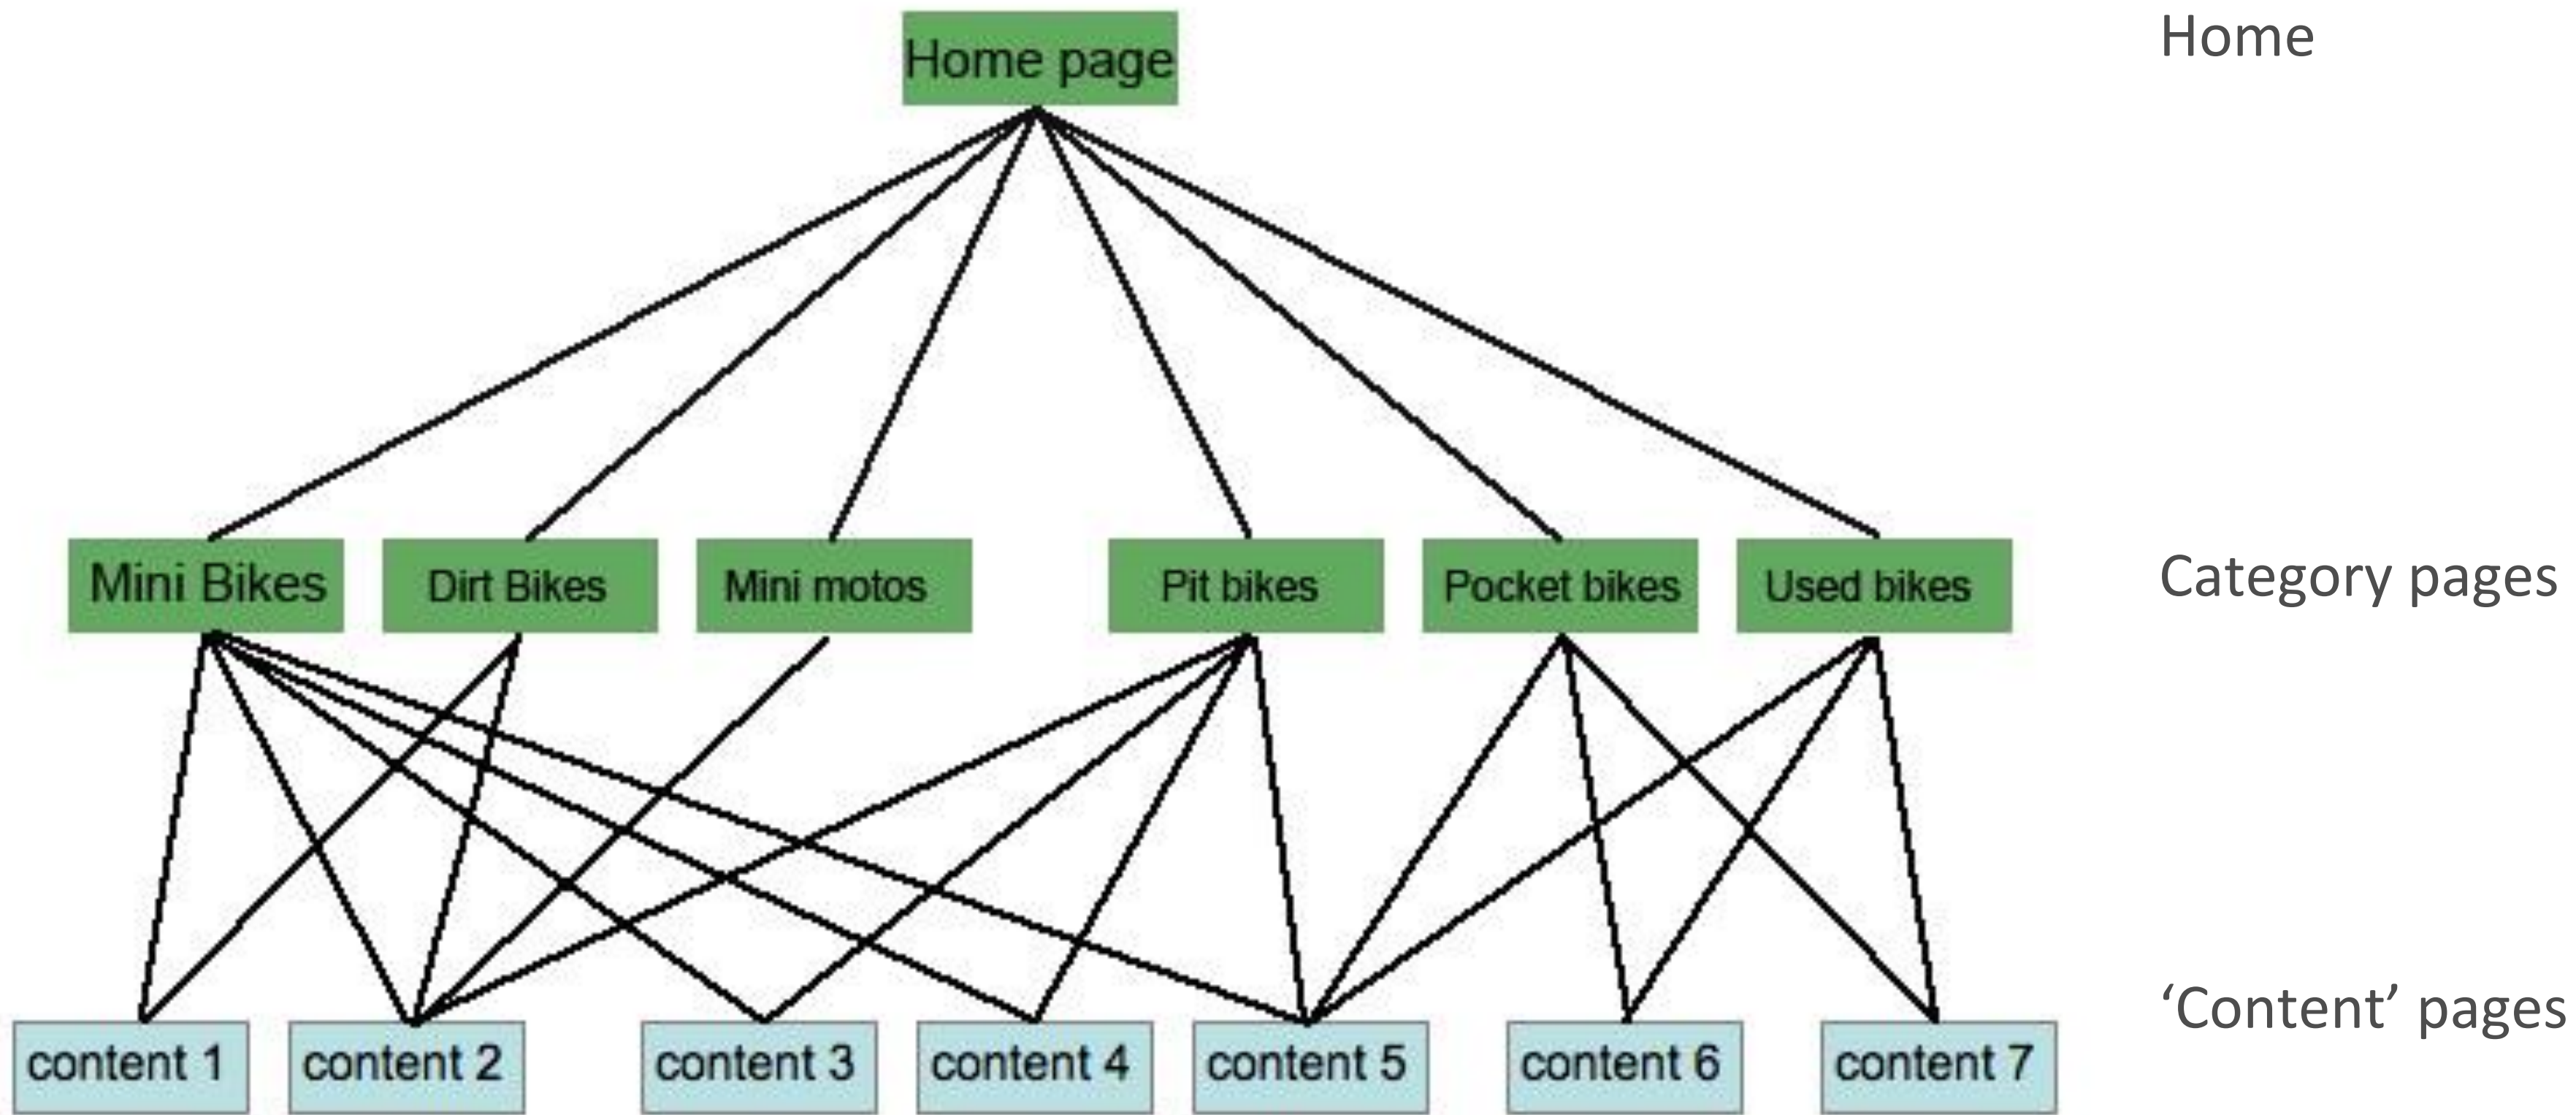 Home page
Home
Mini Bikes
Dirt Bikes
Mini motos
Pit bikes
Pocket bikes
Used bikes
Category pages
‘Content’ pages
content 1
content 2
content 3
content 4
content 5
content 6
content 7